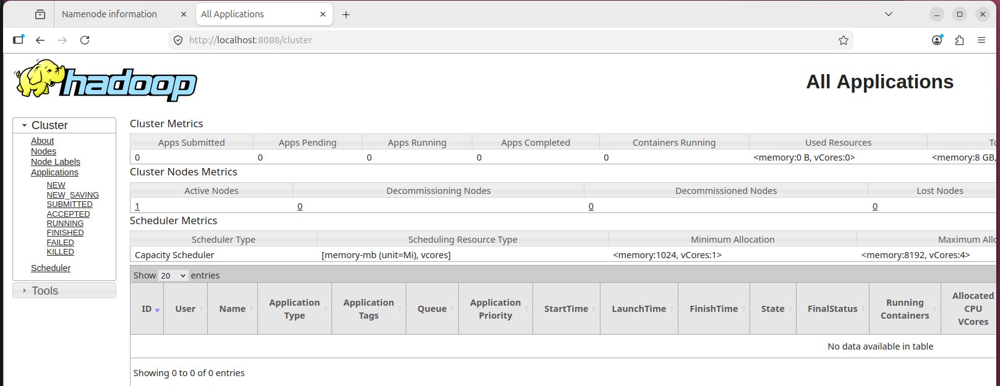 Namenode information
All Applications
http://localhost:8088/cluster
hadoop
All Applications
Cluster
About
Nodes
Node Labels
Applications
NEW
NEW_SAVING
SUBMITTED
ACCEPTED
RUNNING
FINISHED
FAILED
KILLED
Scheduler
Tools
Cluster Metrics
Apps Submitted Apps Pending Apps Running Apps Completed Containers Running Used Resources To
0 0 0 0 0 <memory:0 B, vCores:0> <memory:8 GB,
Cluster Nodes Metrics
Active Nodes Decommissioning Nodes Decommissioned Nodes Lost Nodes
1 0 0 0
Scheduler Metrics
Scheduler Type Scheduling Resource Type Minimum Allocation Maximum Allo
Capacity Scheduler [memory-mb (unit=Mi), vcores] <memory:1024, vCores:1> <memory:8192, vCores:4>
Show 20 entries
ID User Name Application Type Application Tags Queue Application Priority StartTime LaunchTime FinishTime State FinalStatus Running Containers Allocated CPU VCores
No data available in table
Showing 0 to 0 of 0 entries